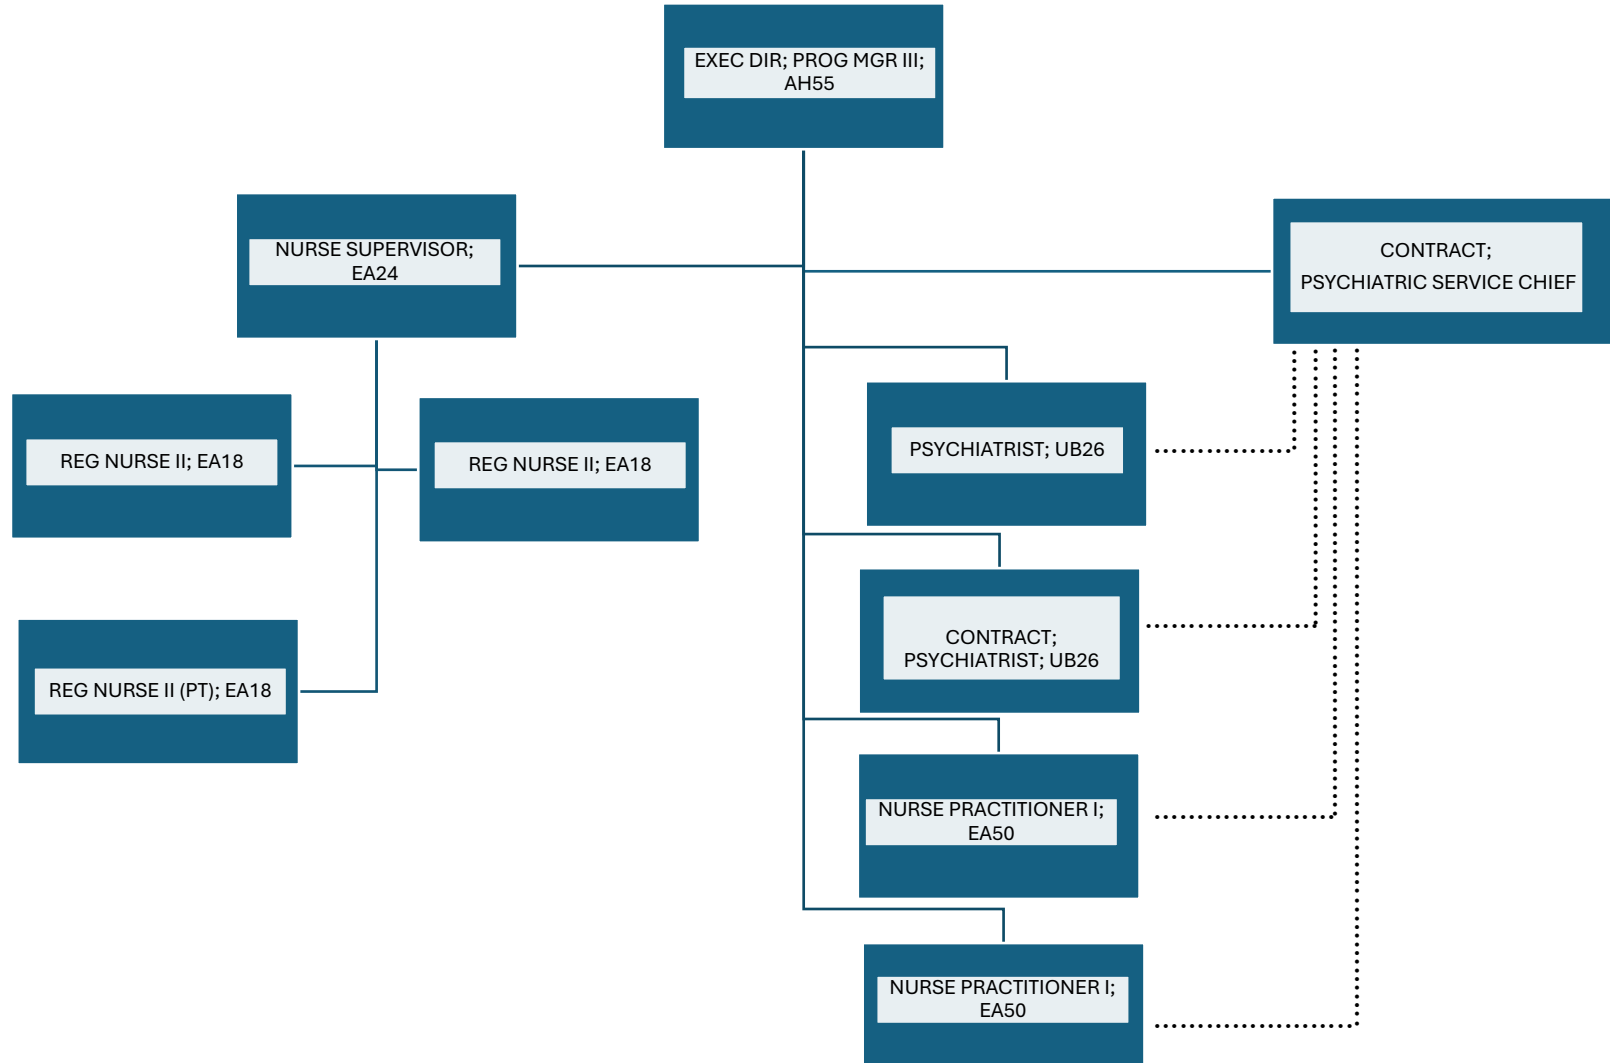 EXEC DIR; PROG MGR III;
AH55
NURSE SUPERVISOR;
EA24
CONTRACT;
PSYCHIATRIC SERVICE CHIEF
REG NURSE II; EA18
REG NURSE II; EA18
PSYCHIATRIST; UB26
CONTRACT;
PSYCHIATRIST; UB26
REG NURSE II (PT); EA18
NURSE PRACTITIONER I;
EA50
NURSE PRACTITIONER I;
EA50